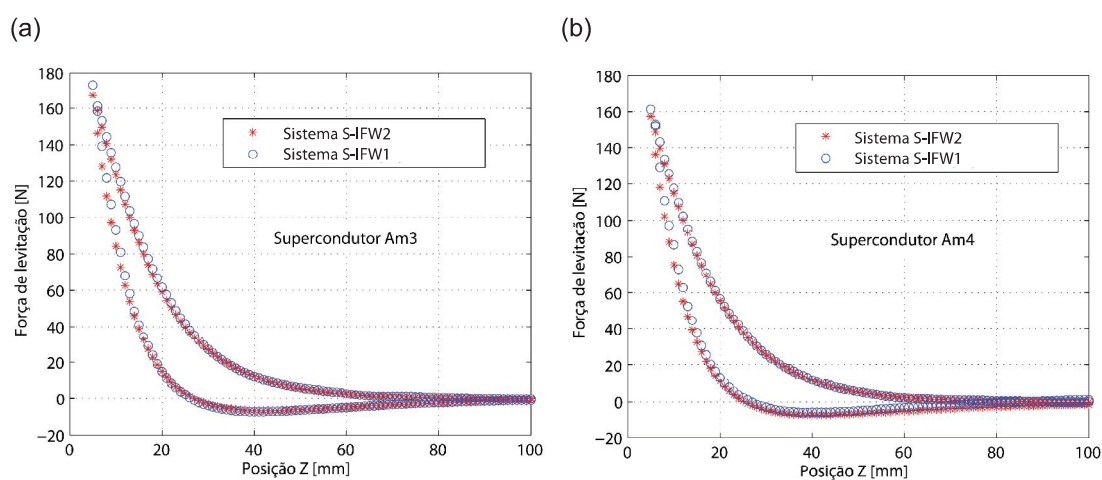 (a)
(b)
180
160
140
120
100
80
60
40
20
0
−20
0
20
40
60
80
100
Força de levitação [N]
Posição Z [mm]
Sistema S-IFW2
Sistema S-IFW1
Supercondutor Am3
180
160
140
120
100
80
60
40
20
0
−20
0
20
40
60
80
100
Força de levitação [N]
Posição Z [mm]
Sistema S-IFW2
Sistema S-IFW1
Supercondutor Am4